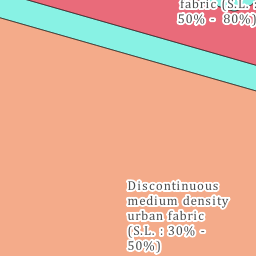 fabric (S.L. :
50% - 80%)
Discontinuous
medium density
urban fabric
(S.L. : 30% -
50%)